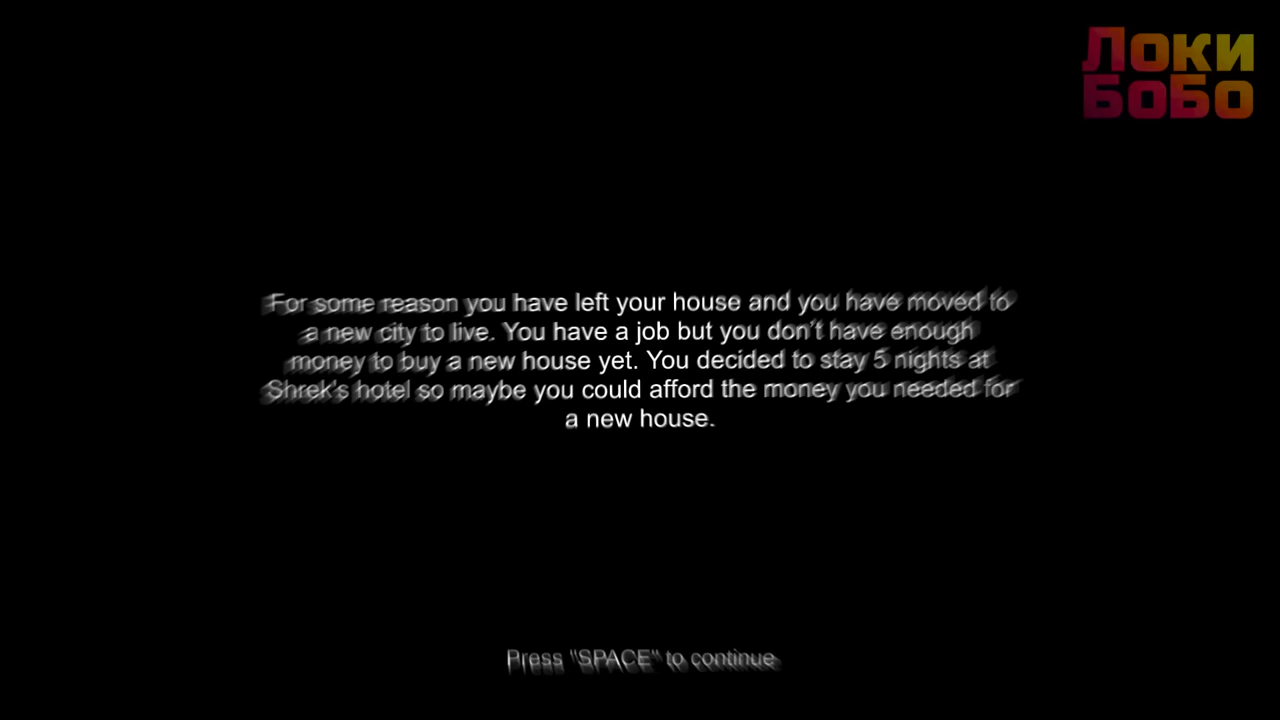 Локи
Бобо
For some reason you have left your house and you have moved to
a new city to live. You have a job but you don't have enough
money to buy a new house yet. You decided to stay 5 nights at
Shrek's hotel so maybe you could afford the money you needed for
a new house.
Press "SPACE" to continue